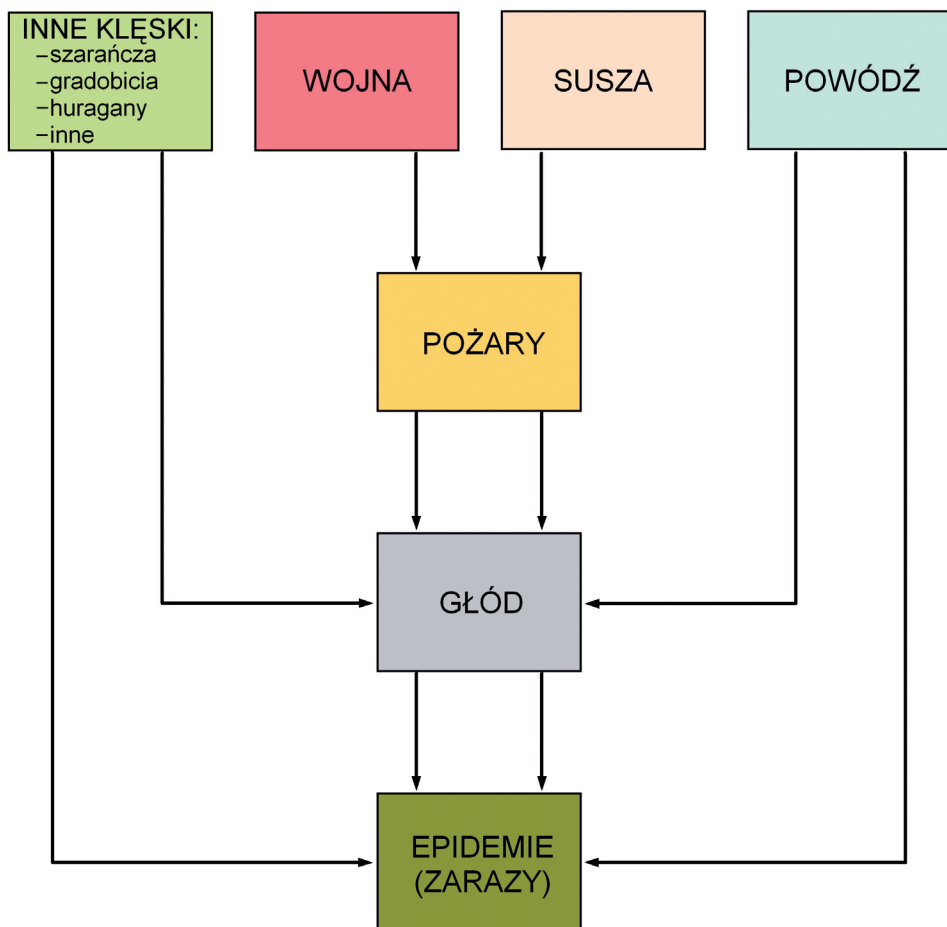 INNE KLĘSKI:
–szarańcza
–gradobicia
–huragany
–inne
WOJNA
SUSZA
POWÓDŹ
POŻARY
GŁÓD
EPIDEMIE
(ZARAZY)